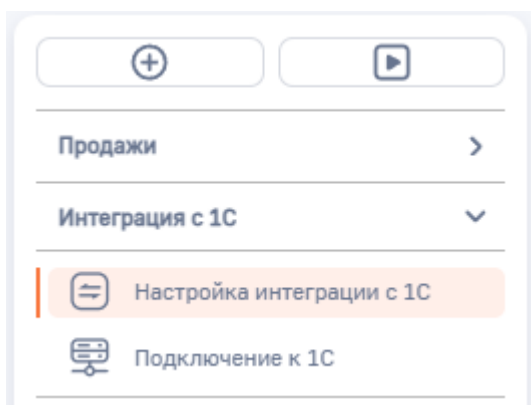 Продажи
Интеграция с 1С
Настройка интеграции с 1С
Подключение к 1С